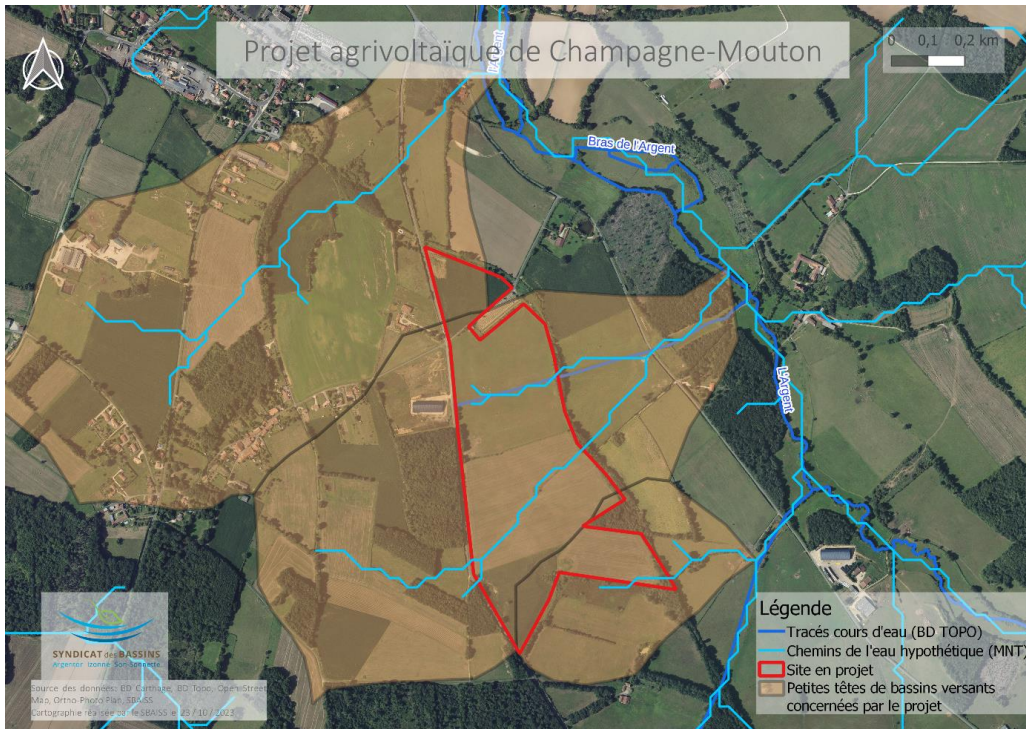 Projet agrivoltaïque de Champagne-Mouton
0 0,1 0,2 km
l'Argent
Bras de l'Argent
L'Argent
SYNDICAT des BASSINS
Argentor Izonne Son-Sonnette
Source des données: BD Carthage, BD Topo, Open Street
Map, Ortho-Photo Plan, SBAISS
Cartographie réalisée par le SBAISS le 23 / 10 / 2023
Légende
Tracés cours d'eau (BD TOPO)
Chemins de l'eau hypothétique (MNT)
Site en projet
Petites têtes de bassins versants
concernées par le projet